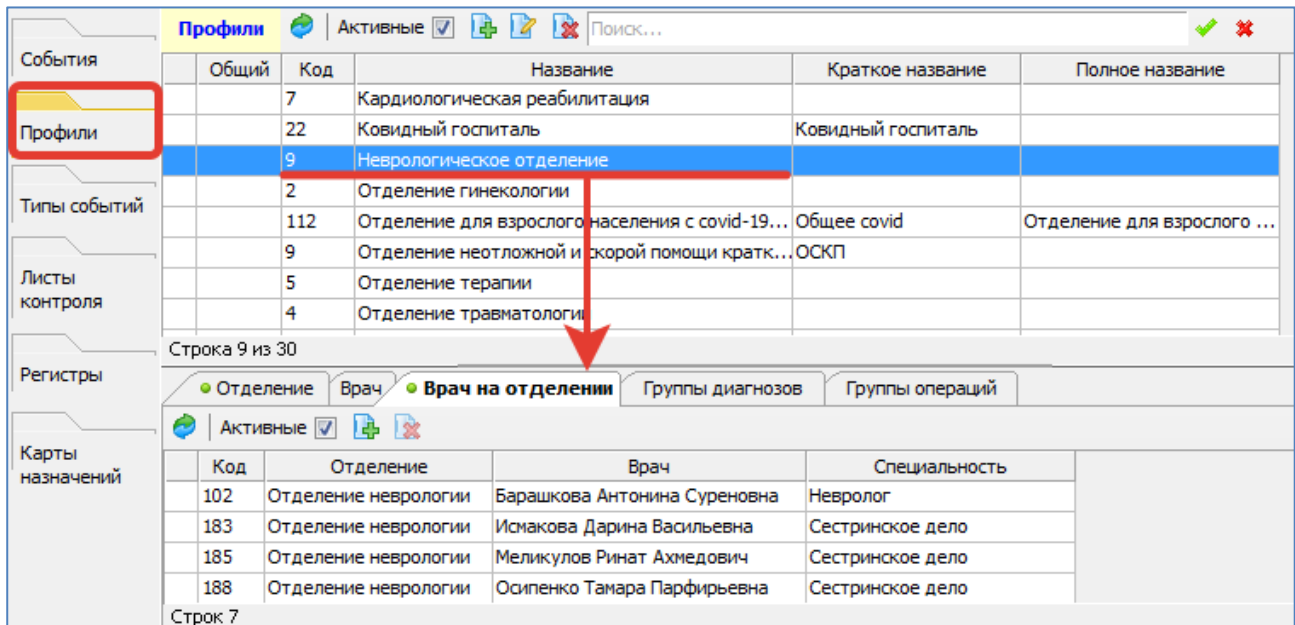 События
Профили
Типы событий
Листы
контроля
Регистры
Карты
назначений
Профили Активные Поиск...
Общий Код Название Краткое название Полное название
7 Кардиологическая реабилитация
22 Ковидный госпиталь Ковидный госпиталь
9 Неврологическое отделение
2 Отделение гинекологии
112 Отделение для взрослого населения с covid-19... Общее covid Отделение для взрослого ...
9 Отделение неотложной и скорой помощи кратк... ОСКП
5 Отделение терапии
4 Отделение травматологии
Строка 9 из 30
Отделение Врач Врач на отделении Группы диагнозов Группы операций
Активные
Код Отделение Врач Специальность
102 Отделение неврологии Барашкова Антонина Суреновна Невролог
183 Отделение неврологии Исмакова Дарина Васильевна Сестринское дело
185 Отделение неврологии Меликулов Ринат Ахмедович Сестринское дело
188 Отделение неврологии Осипенко Тамара Парфирьевна Сестринское дело
Строк 7